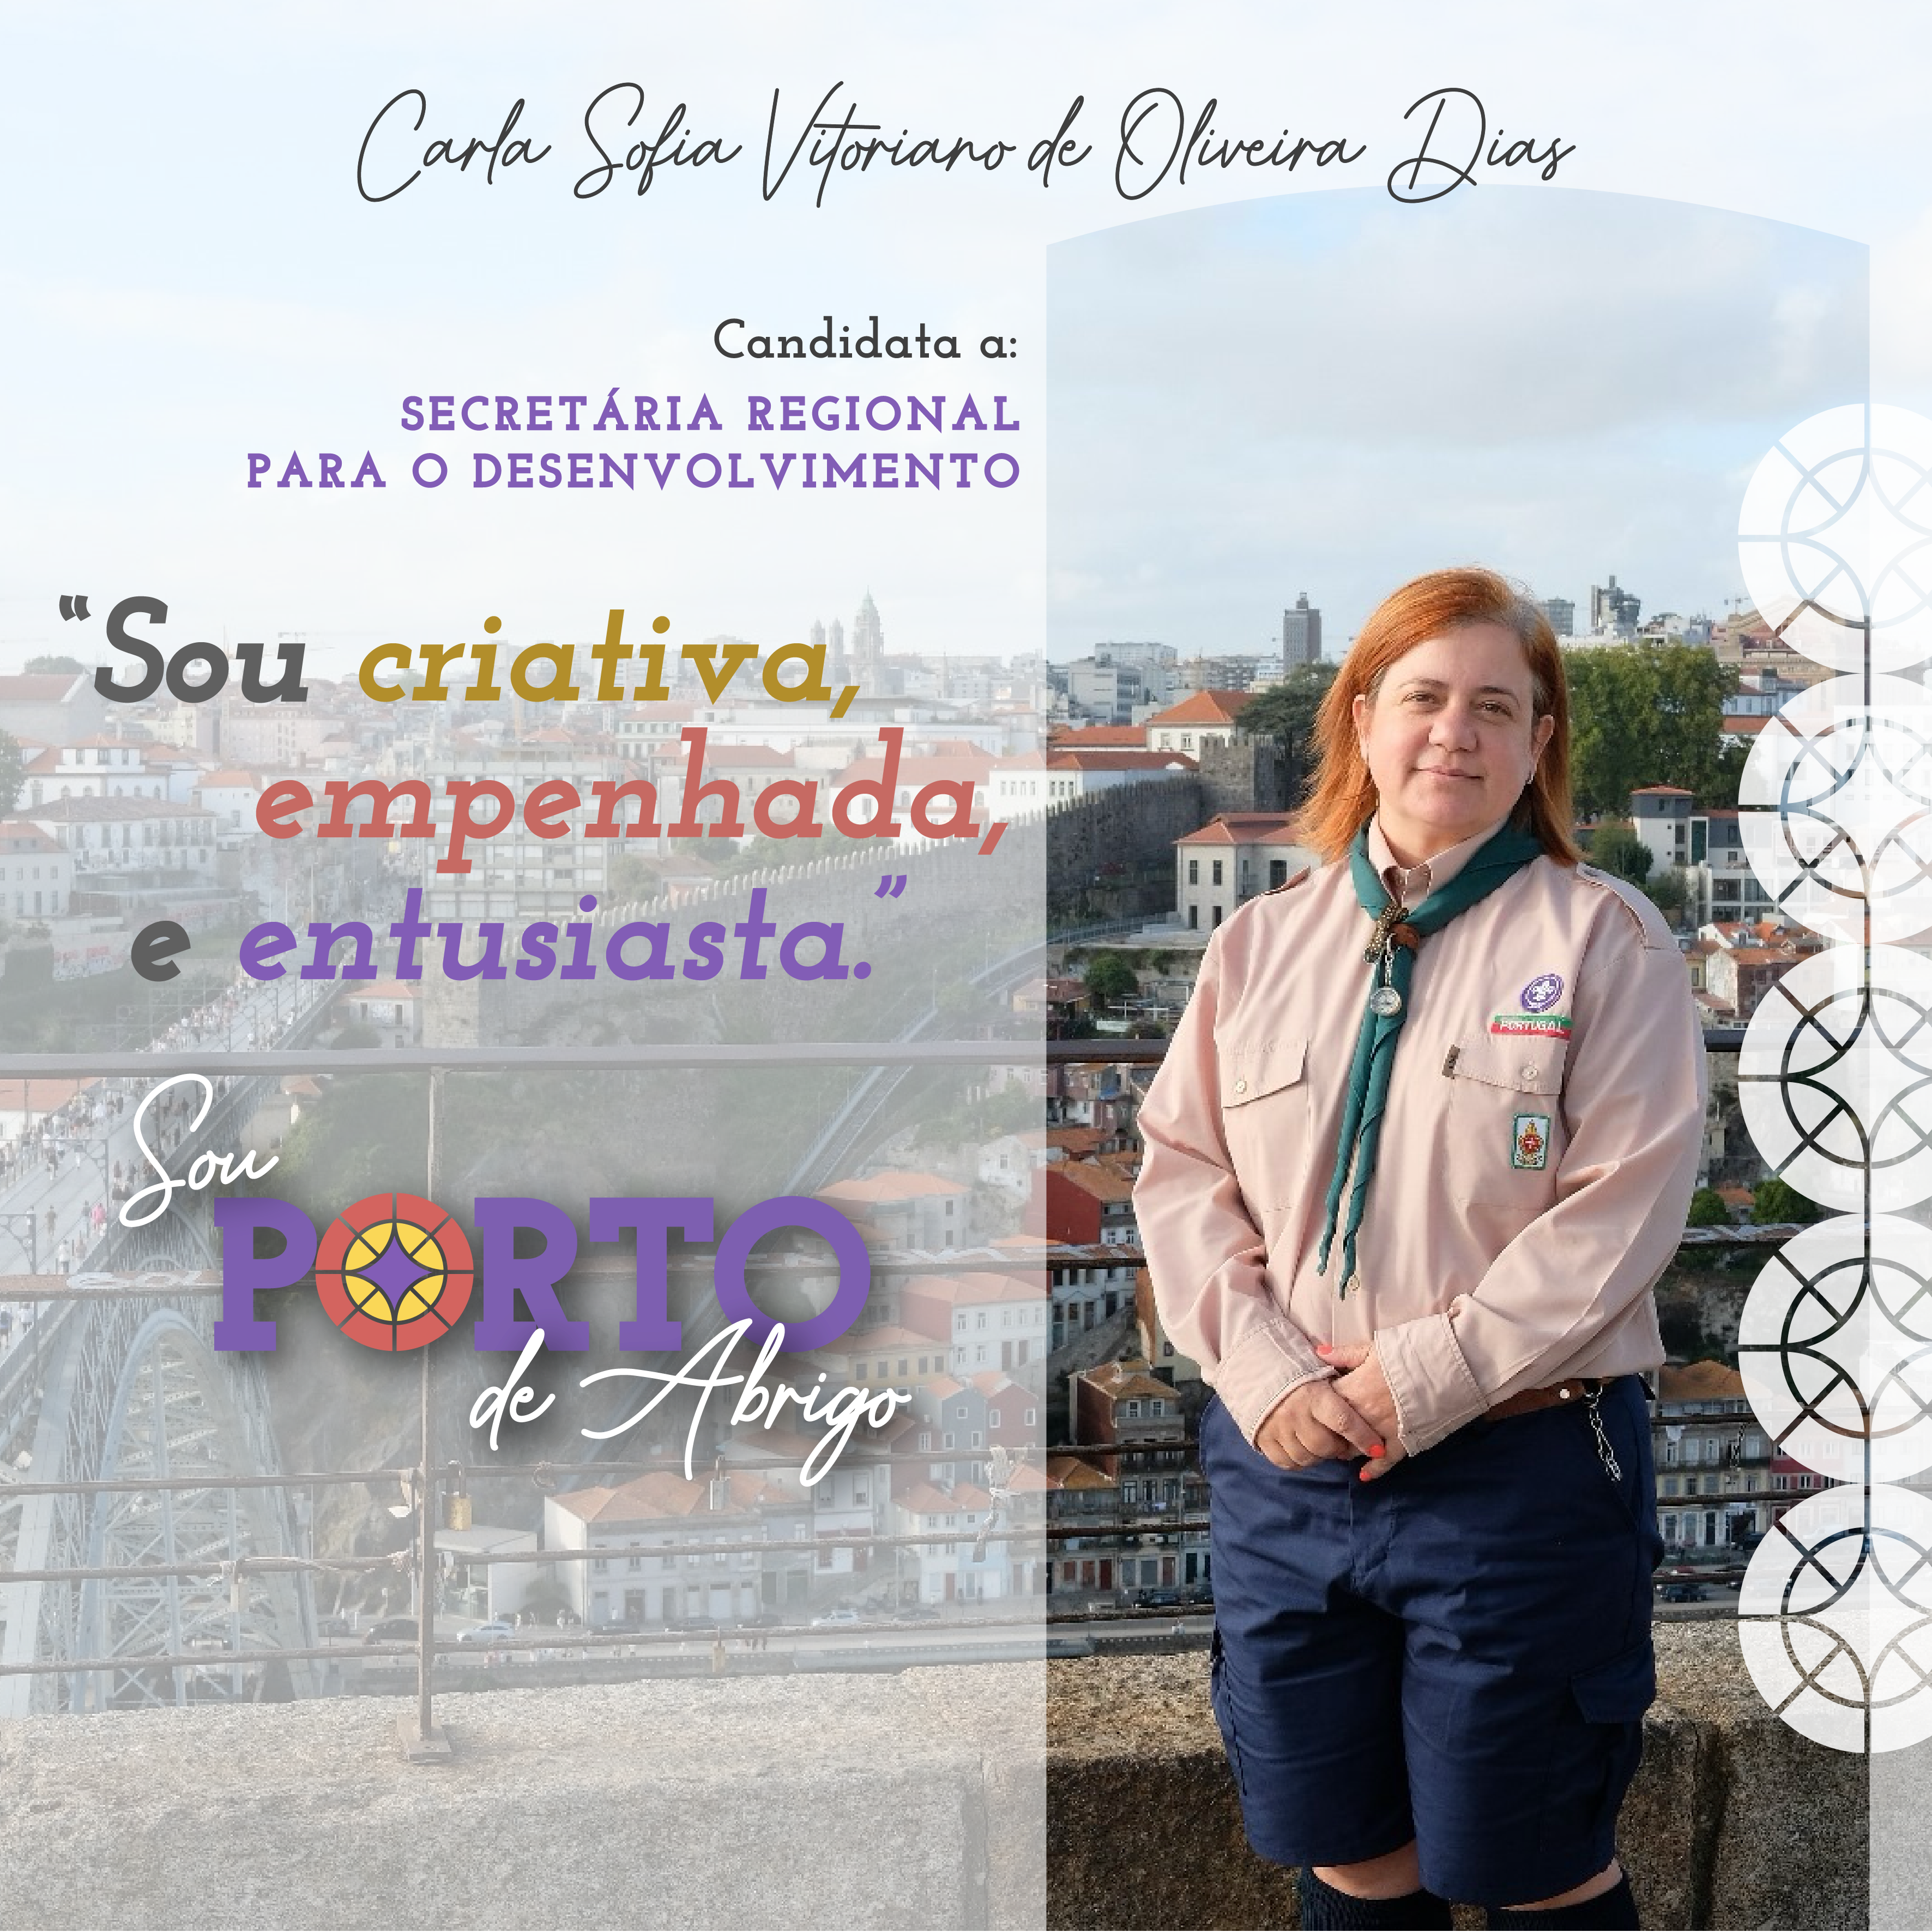 Carla Sofia Vitoriano de Oliveira Dias
Candidata a:
SECRETÁRIA REGIONAL
PARA O DESENVOLVIMENTO
“Sou criativa,
empenhada,
e entusiasta.”
Sou
PORTO
de Abrigo
PORTUGAL